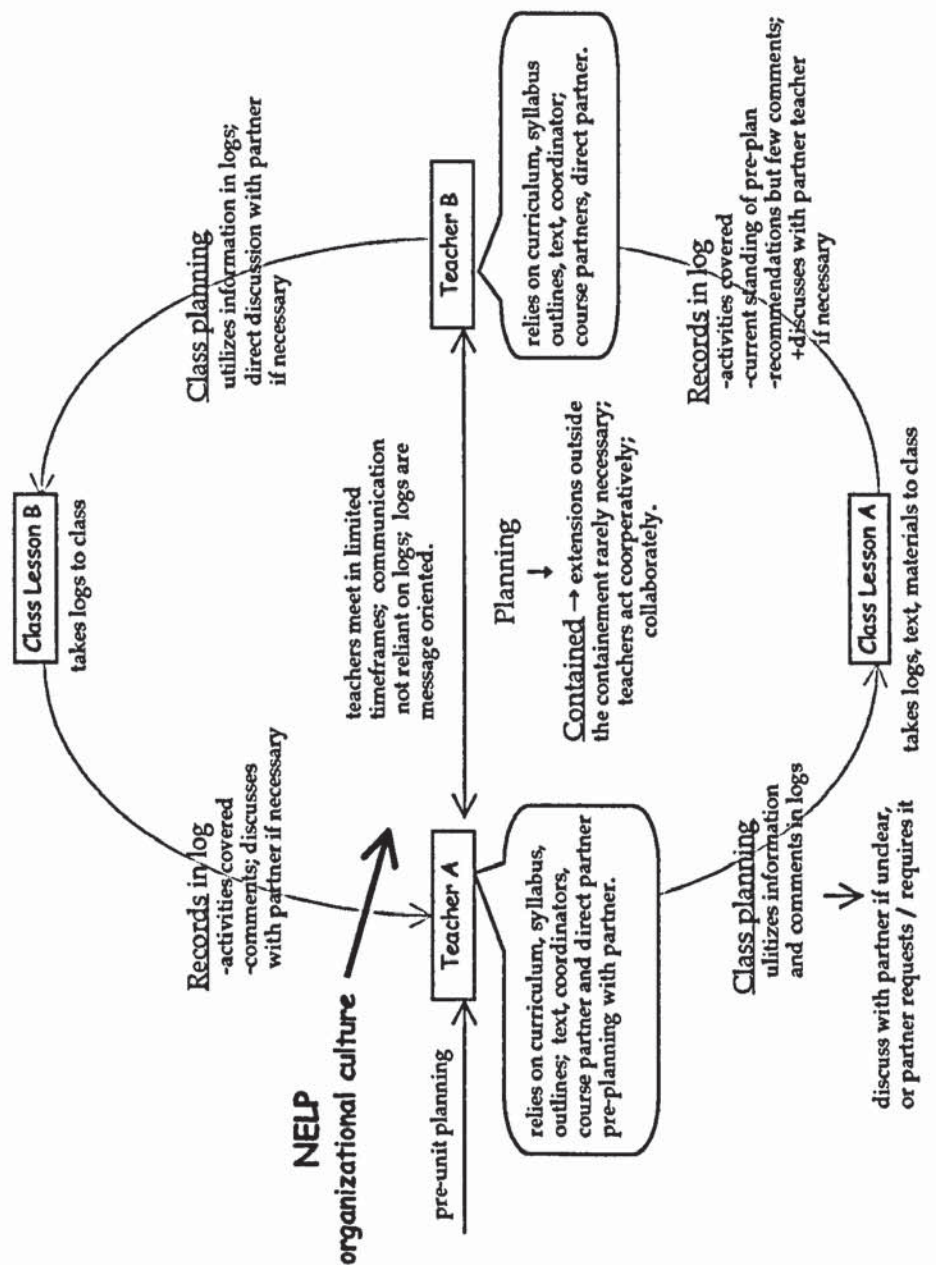 NELP
organizational culture
pre-unit planning
Teacher A
relies on curriculum, syllabus,
outlines; text, coordinators,
course partner and direct partner
pre-planning with partner.
Records in log
-activities covered
-comments; discusses
with partner if necessary
Class Lesson B
takes logs to class
Class planning
utilizes information in logs;
direct discussion with partner
if necessary
teachers meet in limited
timeframes; communication
not reliant on logs; logs are
message oriented.
Planning
↓
Contained → extensions outside
the containement rarely necessary;
teachers act coorperatively;
collaborately.
Teacher B
relies on curriculum, syllabus
outlines, text, coordinator;
course partners, direct partner.
Class planning
ulitizes information
and comments in logs
discuss with partner if unclear,
or partner requests / requires it
Class Lesson A
takes logs, text, materials to class
Records in log
-activities covered
-current standing of pre-plan
-recommendations but few comments;
+discusses with partner teacher
if necessary